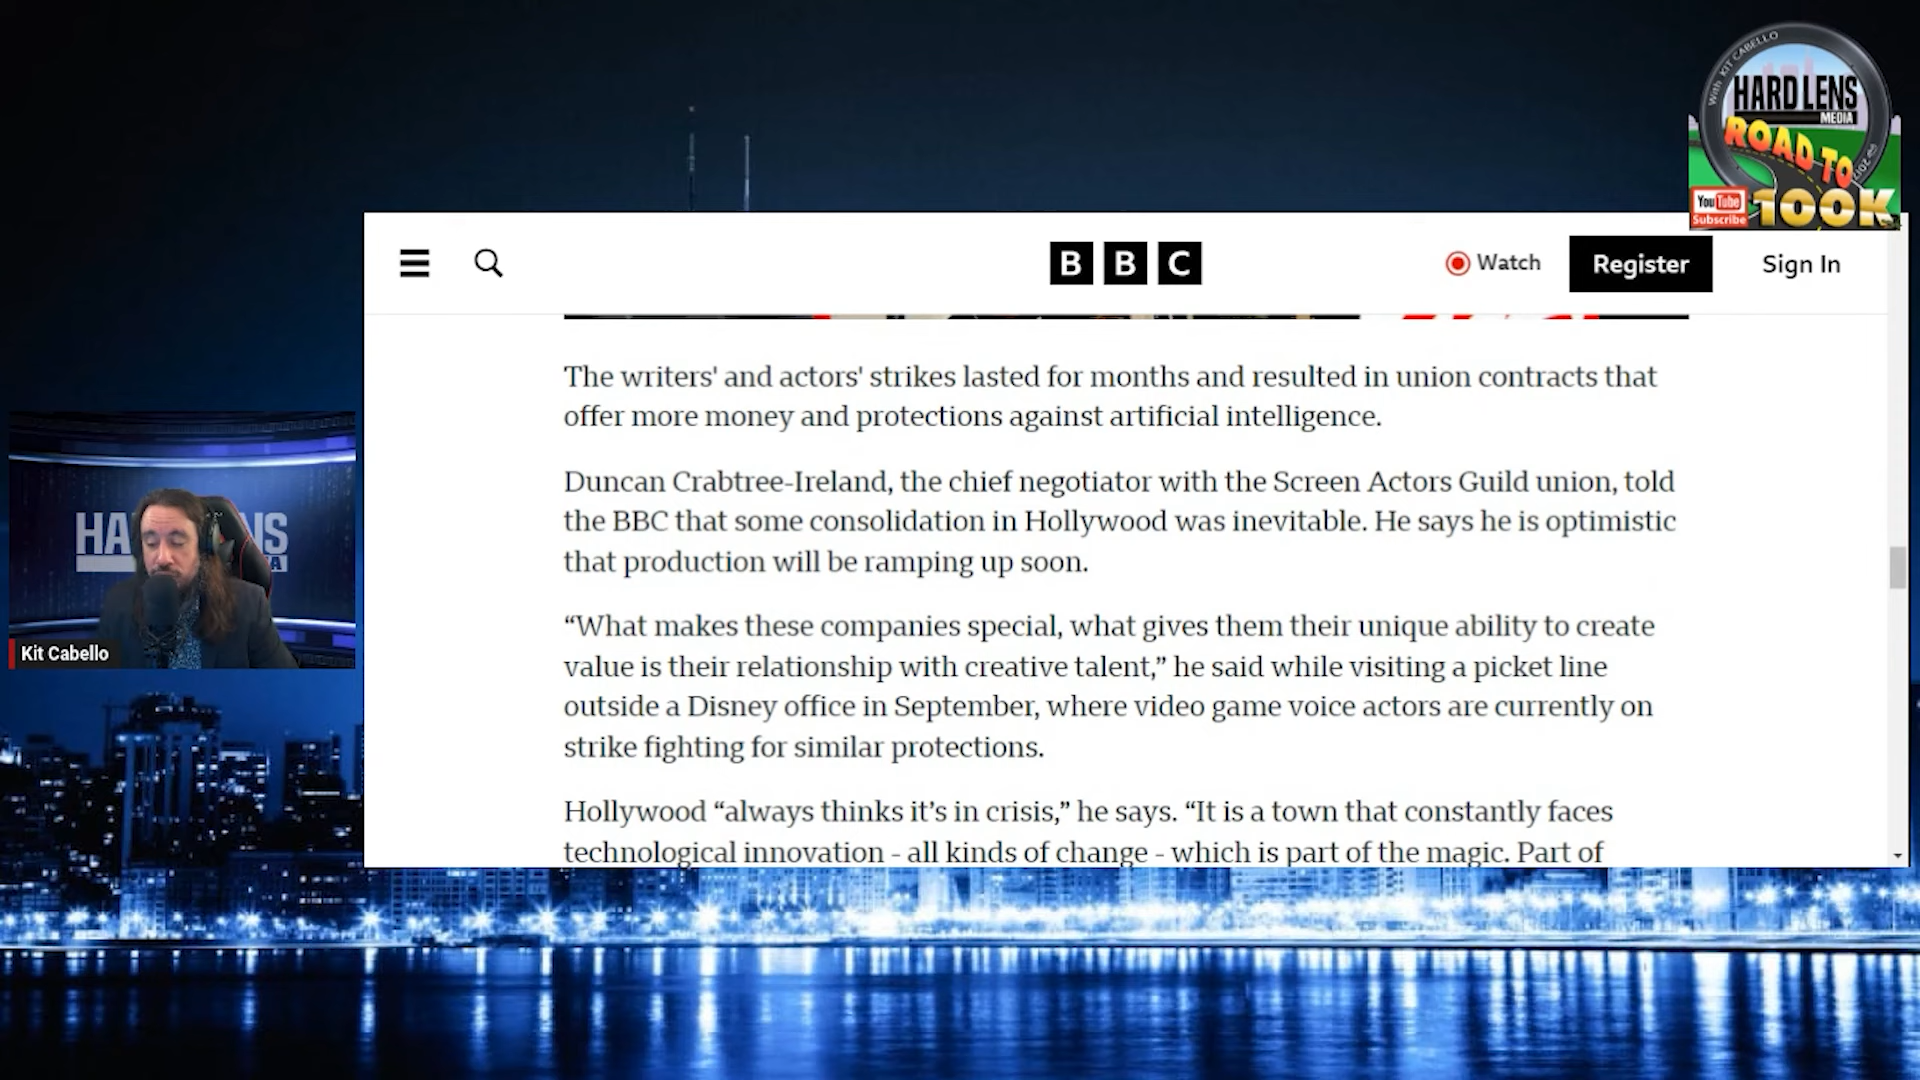 With KIT CABELLO
HARD LENS
MEDIA
ROAD TO
100K
YouTube
Subscribe
BBC
Watch
Register
Sign In
The writers' and actors' strikes lasted for months and resulted in union contracts that
offer more money and protections against artificial intelligence.
Duncan Crabtree-Ireland, the chief negotiator with the Screen Actors Guild union, told
the BBC that some consolidation in Hollywood was inevitable. He says he is optimistic
that production will be ramping up soon.
“What makes these companies special, what gives them their unique ability to create
value is their relationship with creative talent,” he said while visiting a picket line
outside a Disney office in September, where video game voice actors are currently on
strike fighting for similar protections.
Hollywood “always thinks it’s in crisis,” he says. “It is a town that constantly faces
technological innovation - all kinds of change - which is part of the magic. Part of
Kit Cabello